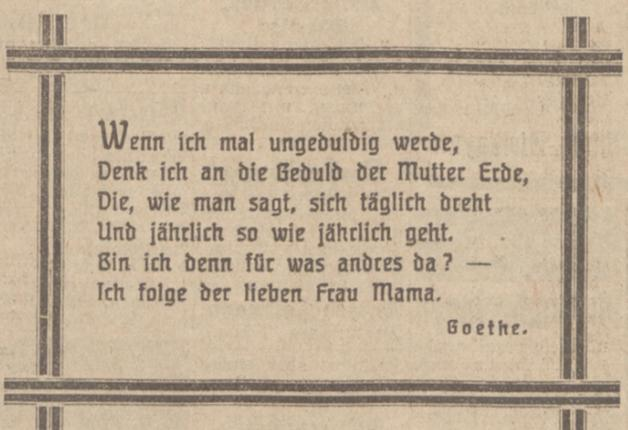 Wenn ich mal ungeduldig werde,
Denk ich an die Geduld der Mutter Erde,
Die, wie man sagt, sich täglich dreht
Und jährlich so wie jährlich geht.
Bin ich denn für was andres da? —
Ich folge der lieben Frau Mama.
Goethe.